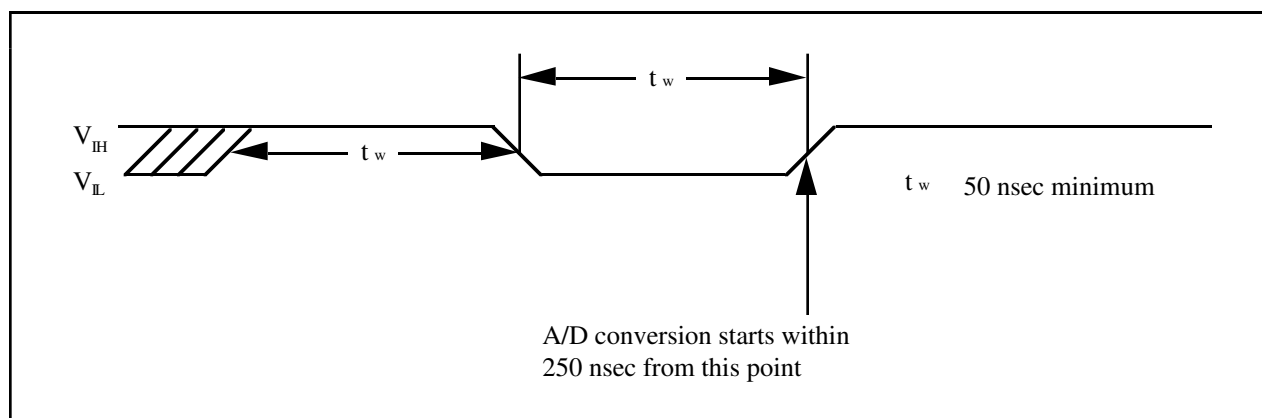 t w
V IH
t w
V IL
t w 50 nsec minimum
A/D conversion starts within
250 nsec from this point